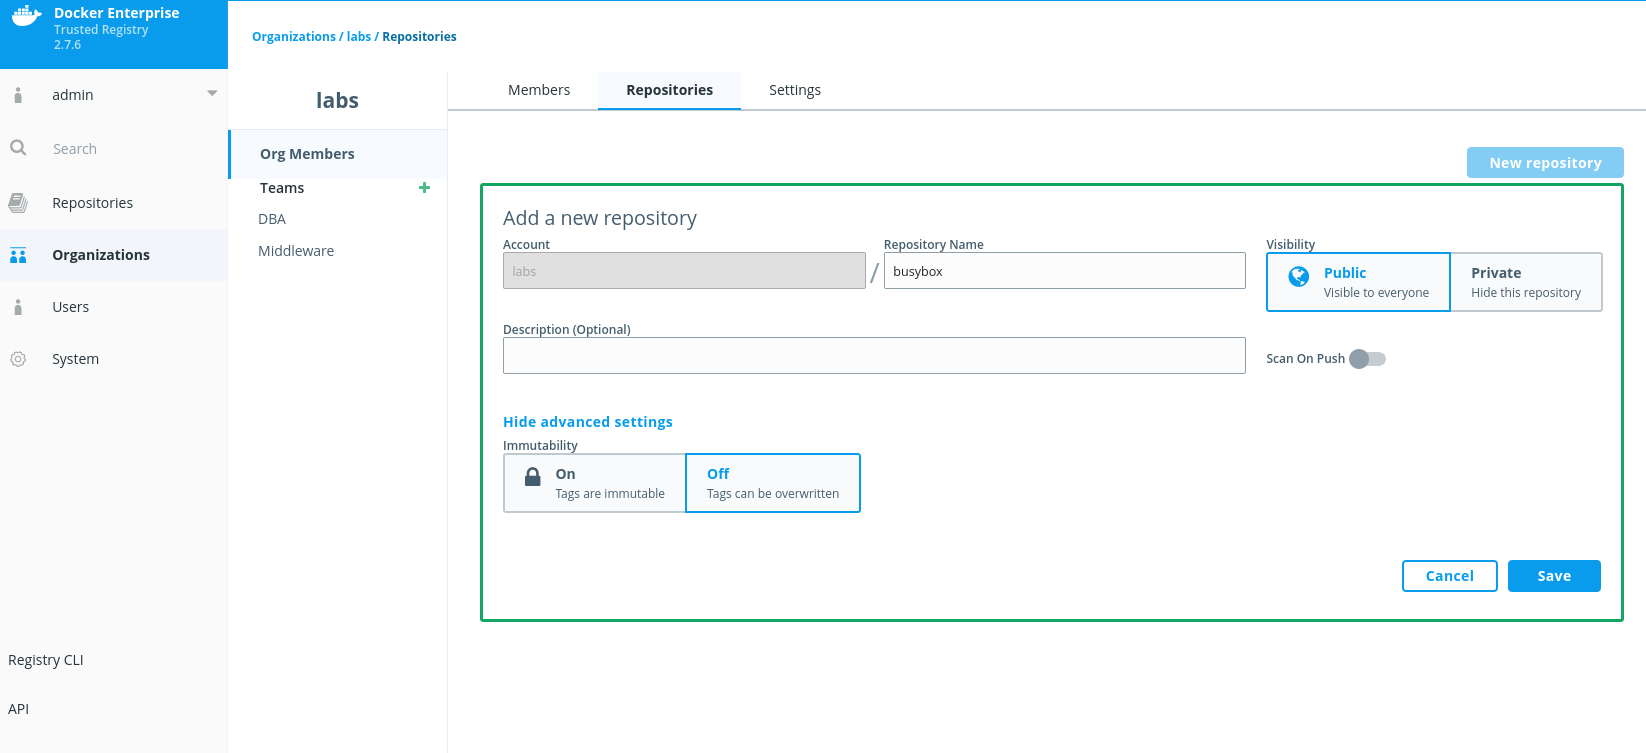 Docker Enterprise
Trusted Registry
2.7.6
admin
Search
Repositories
Organizations
Users
System
Registry CLI
API
Organizations / labs / Repositories
labs
Org Members
Teams +
DBA
Middleware
Members Repositories Settings
New repository
Add a new repository
Account
labs
/
Repository Name
busybox
Visibility
Public
Visible to everyone
Private
Hide this repository
Description (Optional)
Scan On Push
Hide advanced settings
Immutability
On
Tags are immutable
Off
Tags can be overwritten
Cancel Save